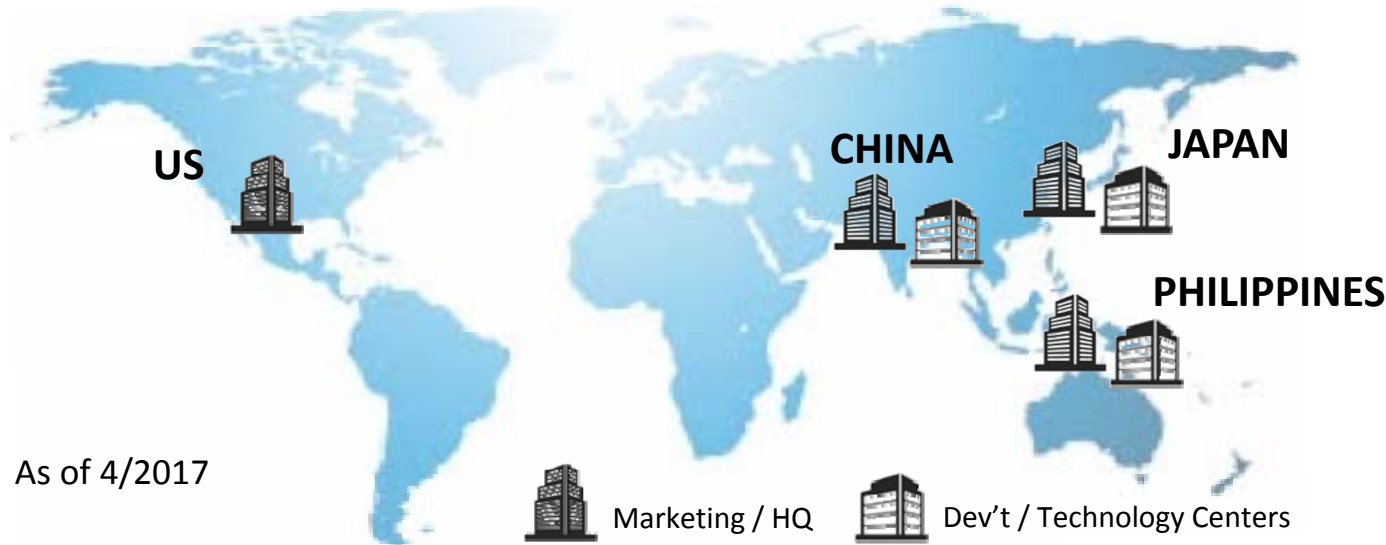 US
CHINA
JAPAN
PHILIPPINES
As of 4/2017
Marketing / HQ
Dev’t / Technology Centers